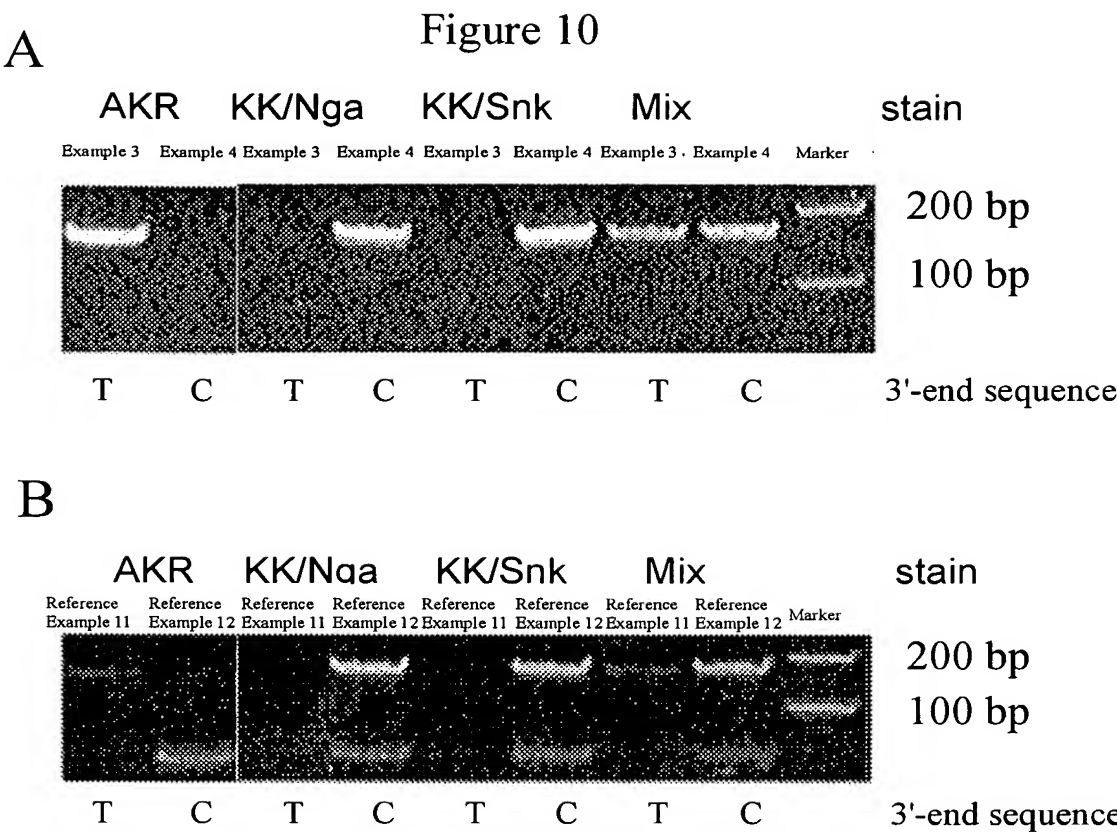 Figure 10
A
AKR KK/Nga KK/Snk Mix stain
Example 3 Example 4 Example 3 Example 4 Example 3 Example 4 Example 3 . Example 4 Marker
200 bp
100 bp
T C T C T C T C 3'-end sequence
B
AKR KK/Nga KK/Snk Mix stain
Reference Reference Reference Reference Reference Reference Reference Reference
Example 11 Example 12 Example 11 Example 12 Example 11 Example 12 Example 11 Example 12 Marker
200 bp
100 bp
T C T C T C T C 3'-end sequence